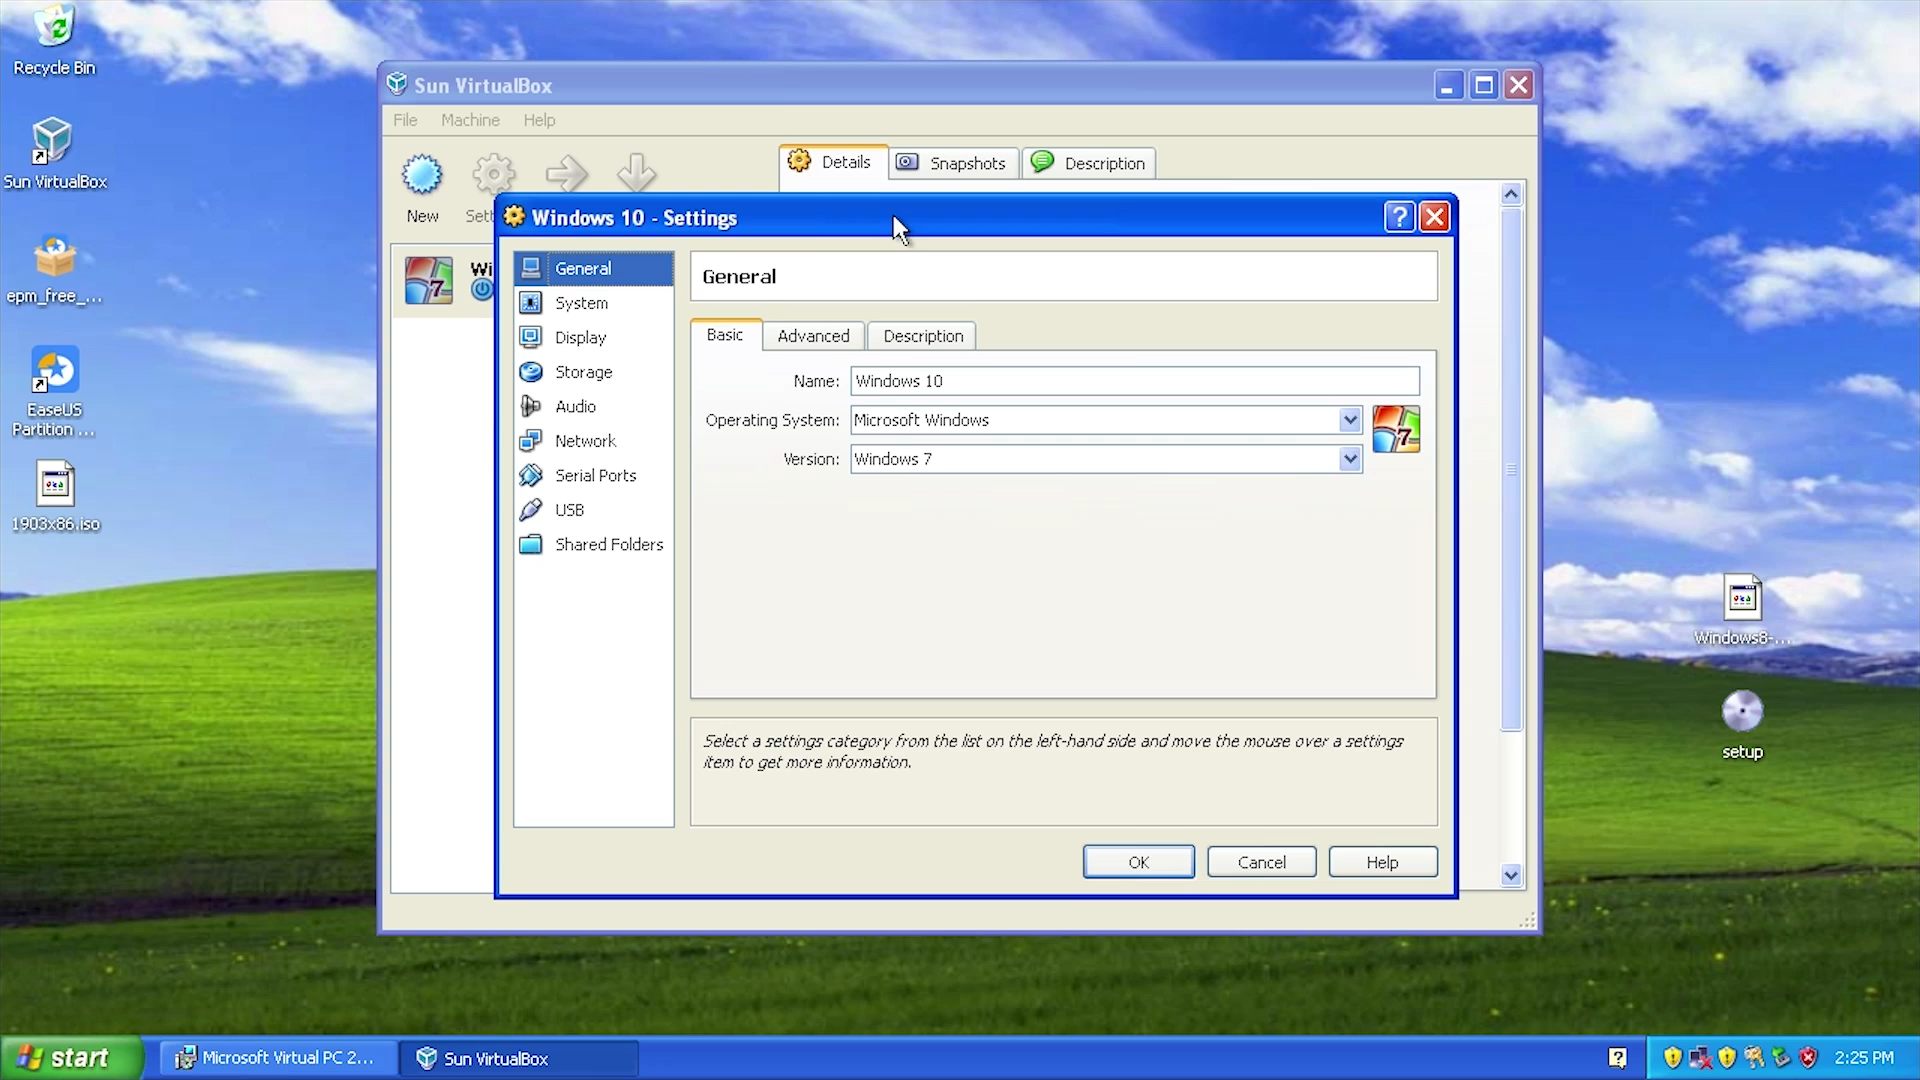 Recycle Bin
Sun VirtualBox
epm_free_...
EaseUS
Partition ...
1903x86.iso
Sun VirtualBox
File Machine Help
New Sett
Details Snapshots Description
Wi
Windows 10 - Settings
General
System
Display
Storage
Audio
Network
Serial Ports
USB
Shared Folders
General
Basic Advanced Description
Name: Windows 10
Operating System: Microsoft Windows
Version: Windows 7
7
Select a settings category from the list on the left-hand side and move the mouse over a settings
item to get more information.
OK Cancel Help
Windows8-...
setup
start Microsoft Virtual PC 2... Sun VirtualBox 2:25 PM